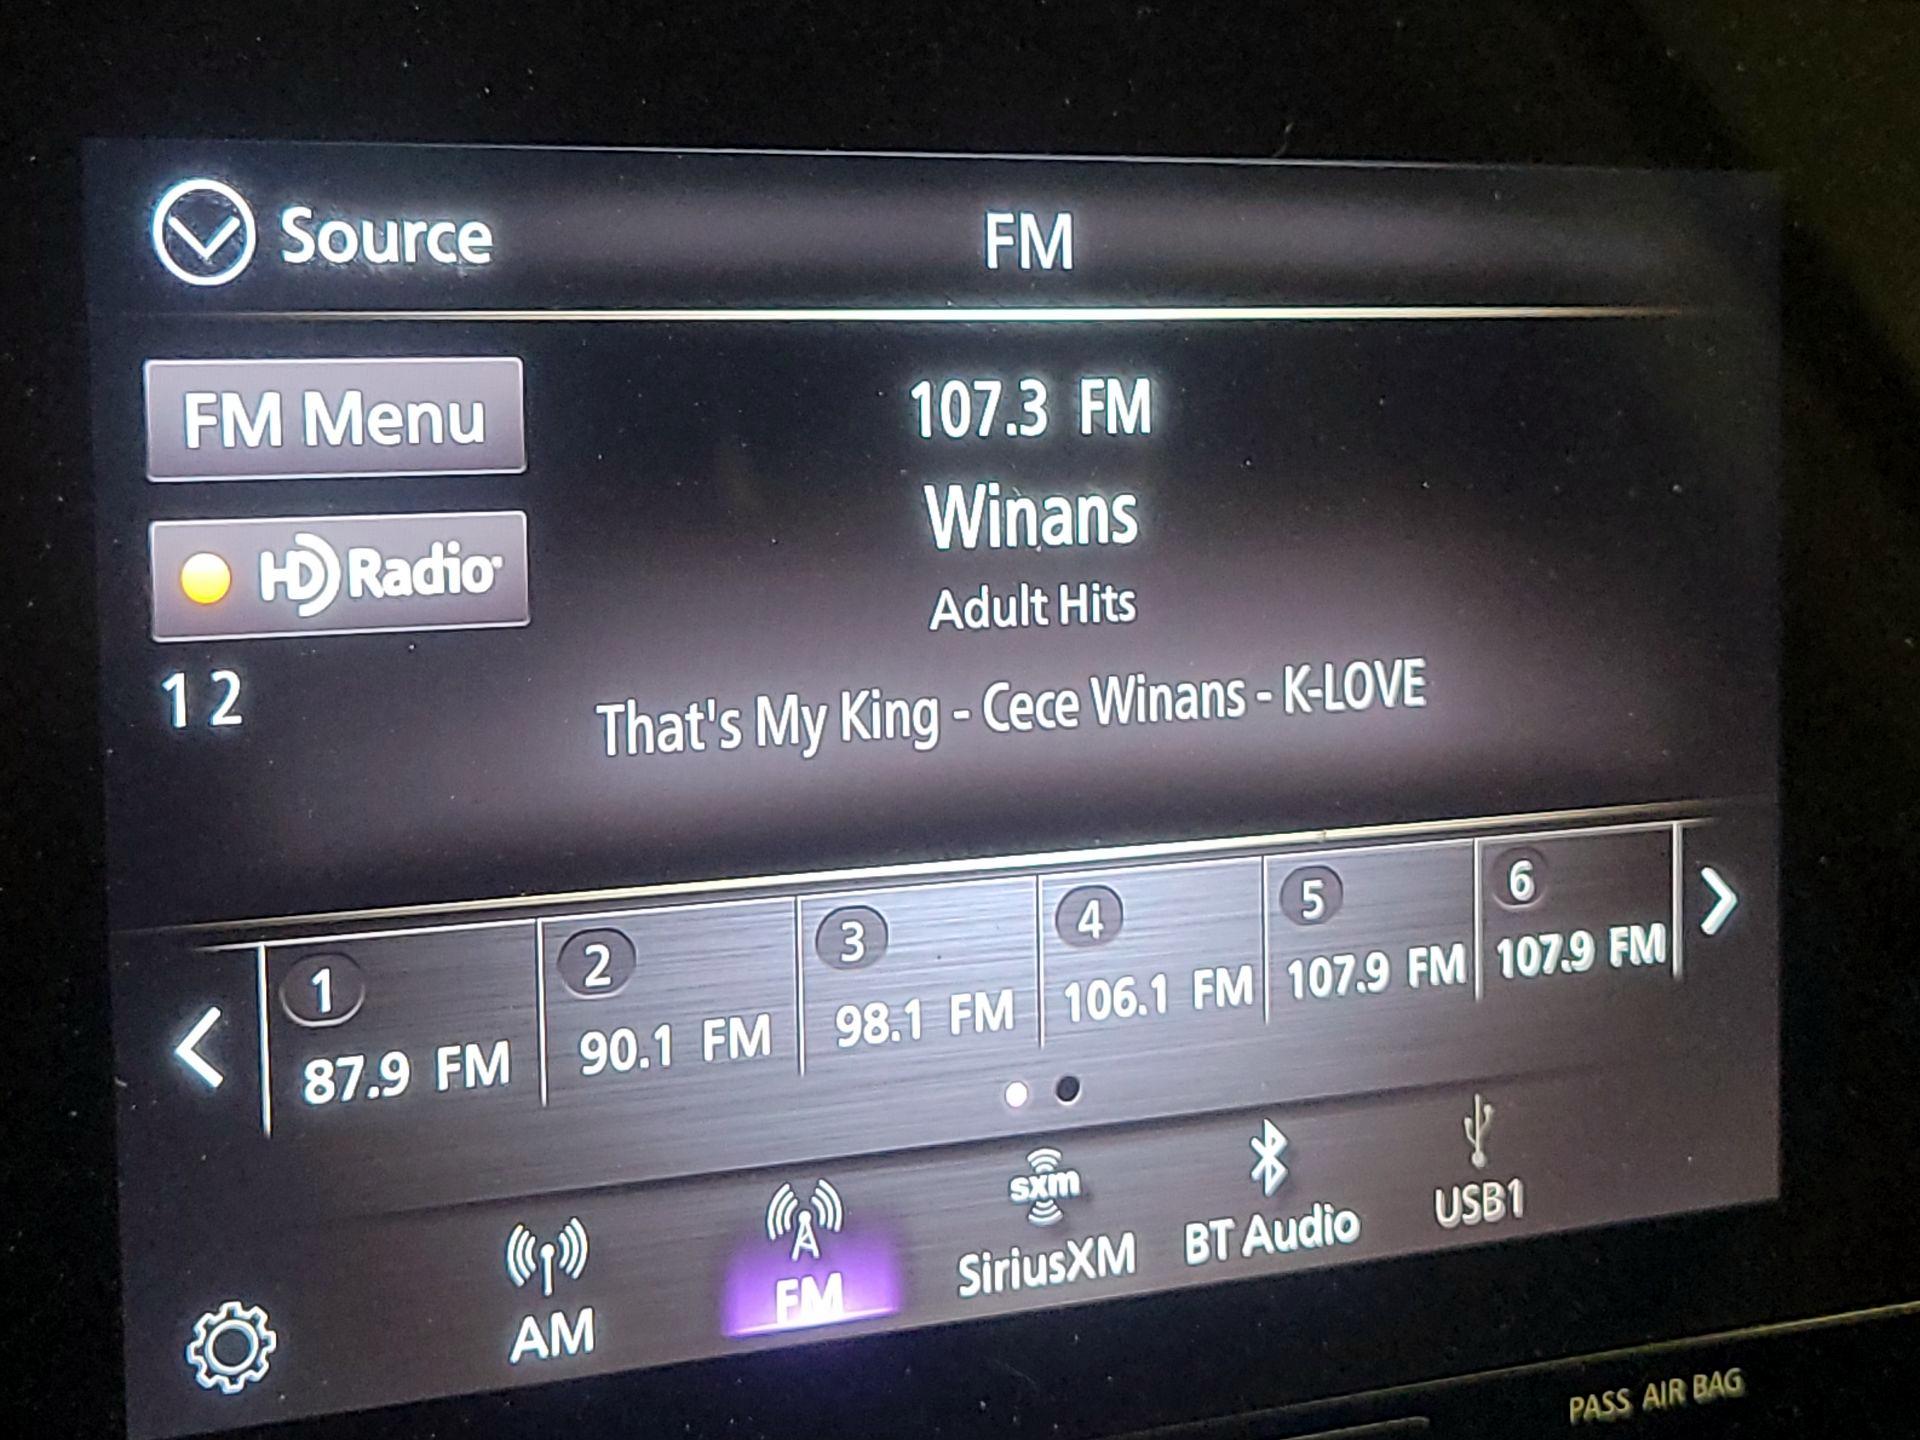 Source
FM
FM Menu
107.3 FM
Winans
HD Radio
Adult Hits
1 2
That's My King - Cece Winans - K-LOVE
1
2
3
4
5
6
87.9 FM
90.1 FM
98.1 FM
106.1 FM
107.9 FM
107.9 FM
AM
FM
sxm
SiriusXM
BT Audio
USB1
PASS AIR BAG